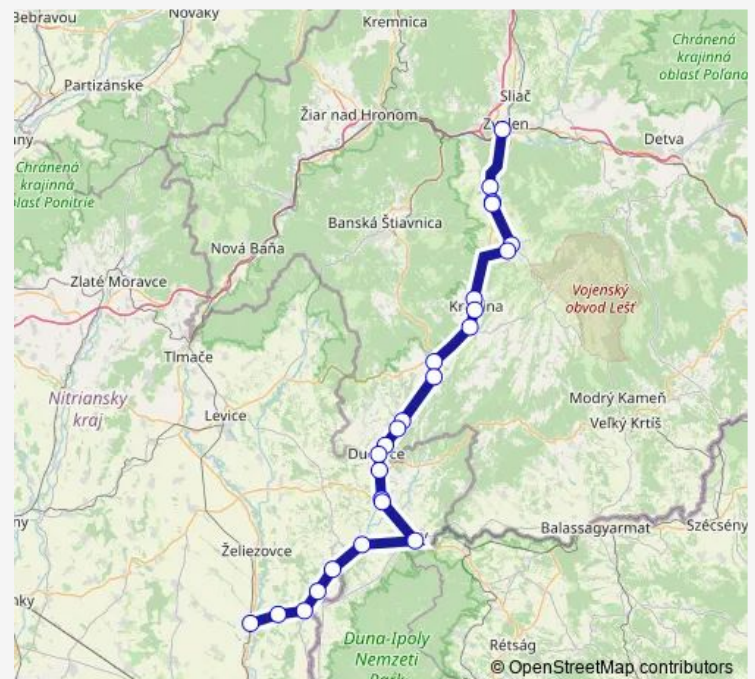 Bebravou
Nováky
Kremnica
Partizánske
Chránená
krajinná
oblasť Poľana
Sliač
Žiar nad Hronom
Detva
Chránená
krajinná
oblasť Ponitrie
Banská Štiavnica
Nová Baňa
Zlaté Moravce
Vojenský
obvod Lešť
Tlmače
Nitriansky
kraj
Levice
Modrý Kameň
Veľký Krtíš
Želiezovce
Balassagyarmat
Szécsény
Duna-Ipoly
Nemzeti
Park
Rétság
© OpenStreetMap contributors